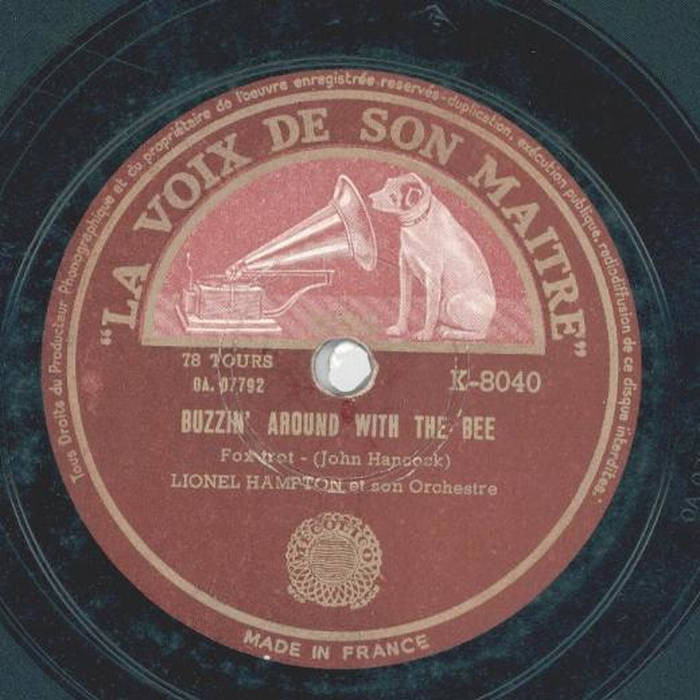 Tous Droits du Producteur Phonographique et du propriétaire de l'oeuvre enregistrée reservés-duplication, exécution publique, radiodiffusion de ce disque interdites.
"LA VOIX DE SON MAITRE"
78 TOURS
OA. 07792
K-8040
BUZZIN' AROUND WITH THE BEE
Fox-trot - (John Hancock)
LIONEL HAMPTON et son Orchestre
MADE IN FRANCE